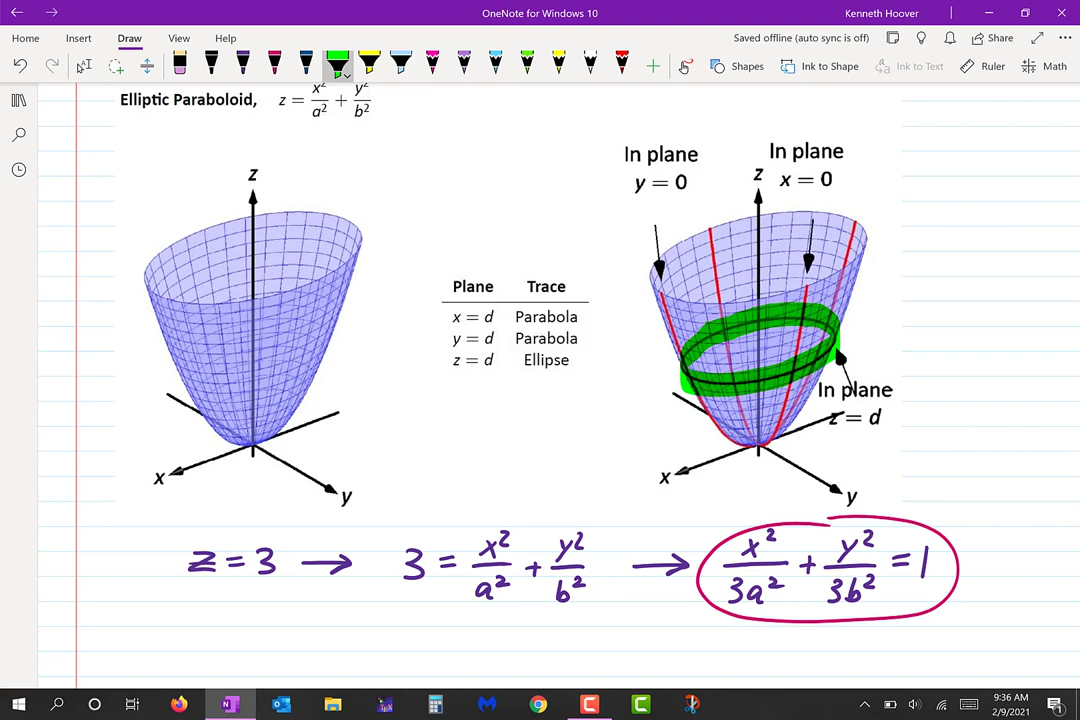 OneNote for Windows 10
Kenneth Hoover
Home Insert Draw View Help
Saved offline (auto sync is off)
Share
Shapes
Ink to Shape
Ink to Text
Ruler
Math
Elliptic Paraboloid, z = x²/a² + y²/b²
z
x
y
Plane Trace
x = d Parabola
y = d Parabola
z = d Ellipse
In plane
y = 0
In plane
x = 0
z
In plane
z = d
x
y
z = 3 → 3 = x²/a² + y²/b² → x²/3a² + y²/3b² = 1
9:36 AM
2/9/2021